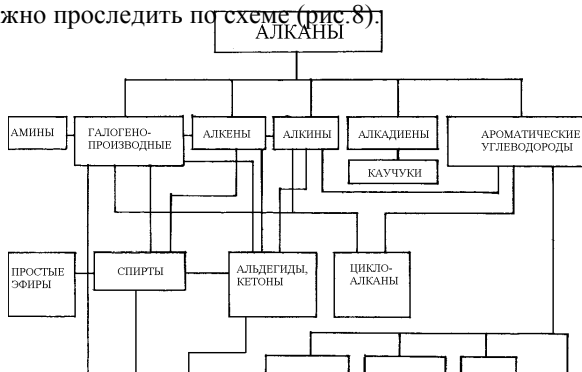 жно проследить по схеме (рис.8).
АЛКАНЫ
АМИНЫ
ГАЛОГЕНО-
ПРОИЗВОДНЫЕ
АЛКЕНЫ
АЛКИНЫ
АЛКАДИЕНЫ
АРОМАТИЧЕСКИЕ
УГЛЕВОДОРОДЫ
КАУЧУКИ
ПРОСТЫЕ
ЭФИРЫ
СПИРТЫ
АЛЬДЕГИДЫ,
КЕТОНЫ
ЦИКЛО-
АЛКАНЫ